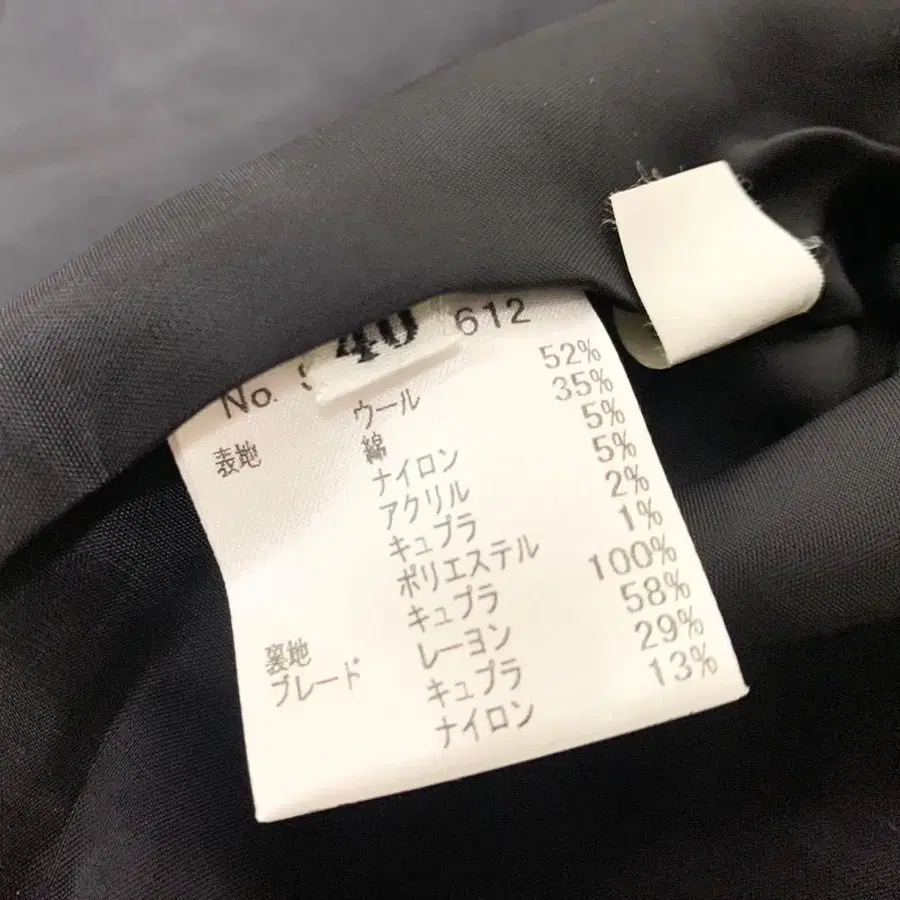 40
No. 612
表地 ウール 52%
綿 35%
ナイロン 5%
アクリル 5%
キュプラ 2%
ポリエステル 1%
裏地 キュプラ 100%
ブレード レーヨン 58%
キュプラ 29%
ナイロン 13%